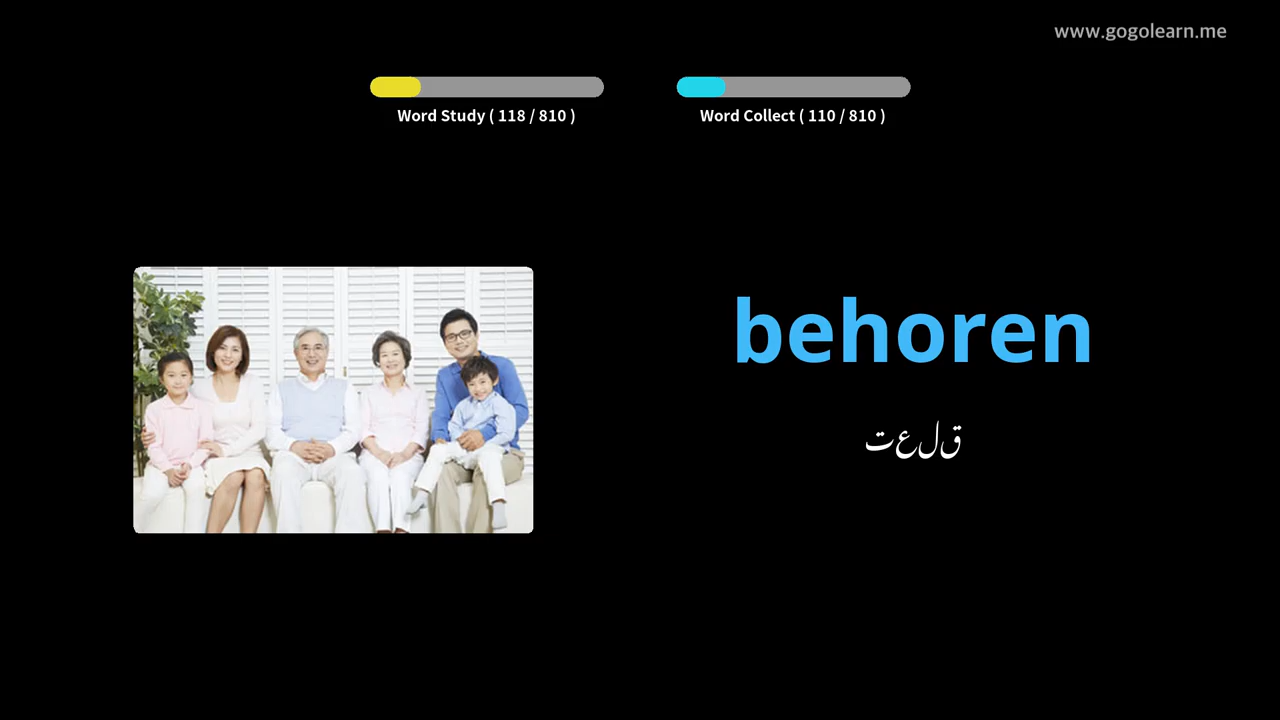 www.gogolearn.me
Word Study ( 118 / 810 )
Word Collect ( 110 / 810 )
behoren
تعلق